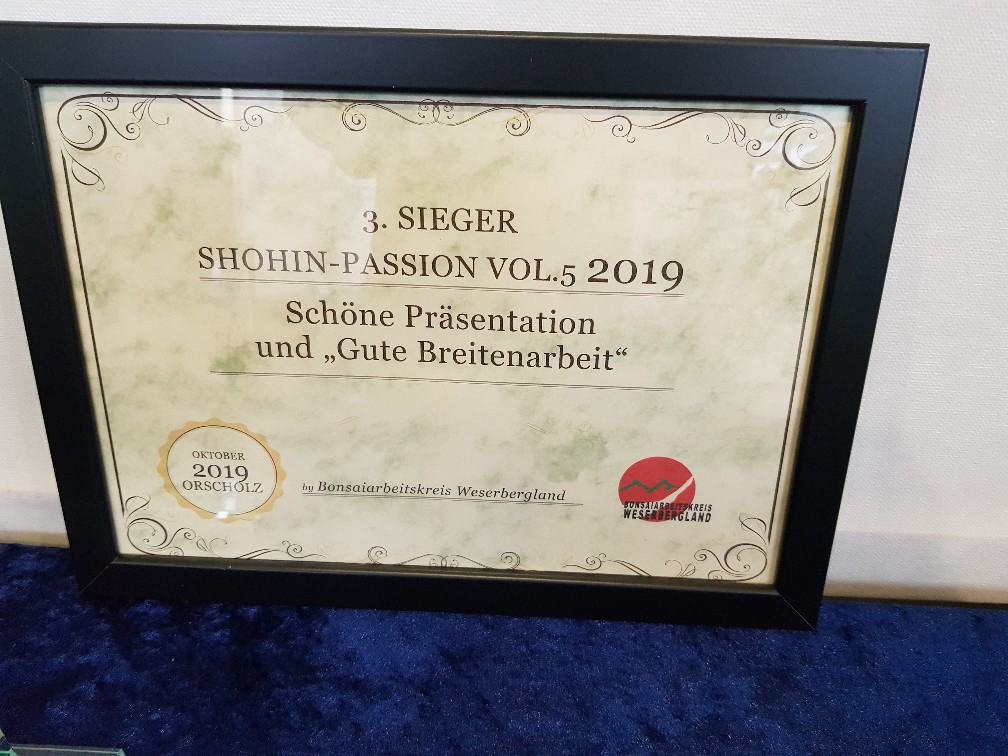 3. SIEGER
SHOHIN-PASSION VOL.5 2019
Schöne Präsentation
und „Gute Breitenarbeit“
OKTOBER
2019
ORSCHOLZ
by Bonsaiarbeitskreis Weserbergland
BONSAIARBEITSKREIS
WESERBERGLAND